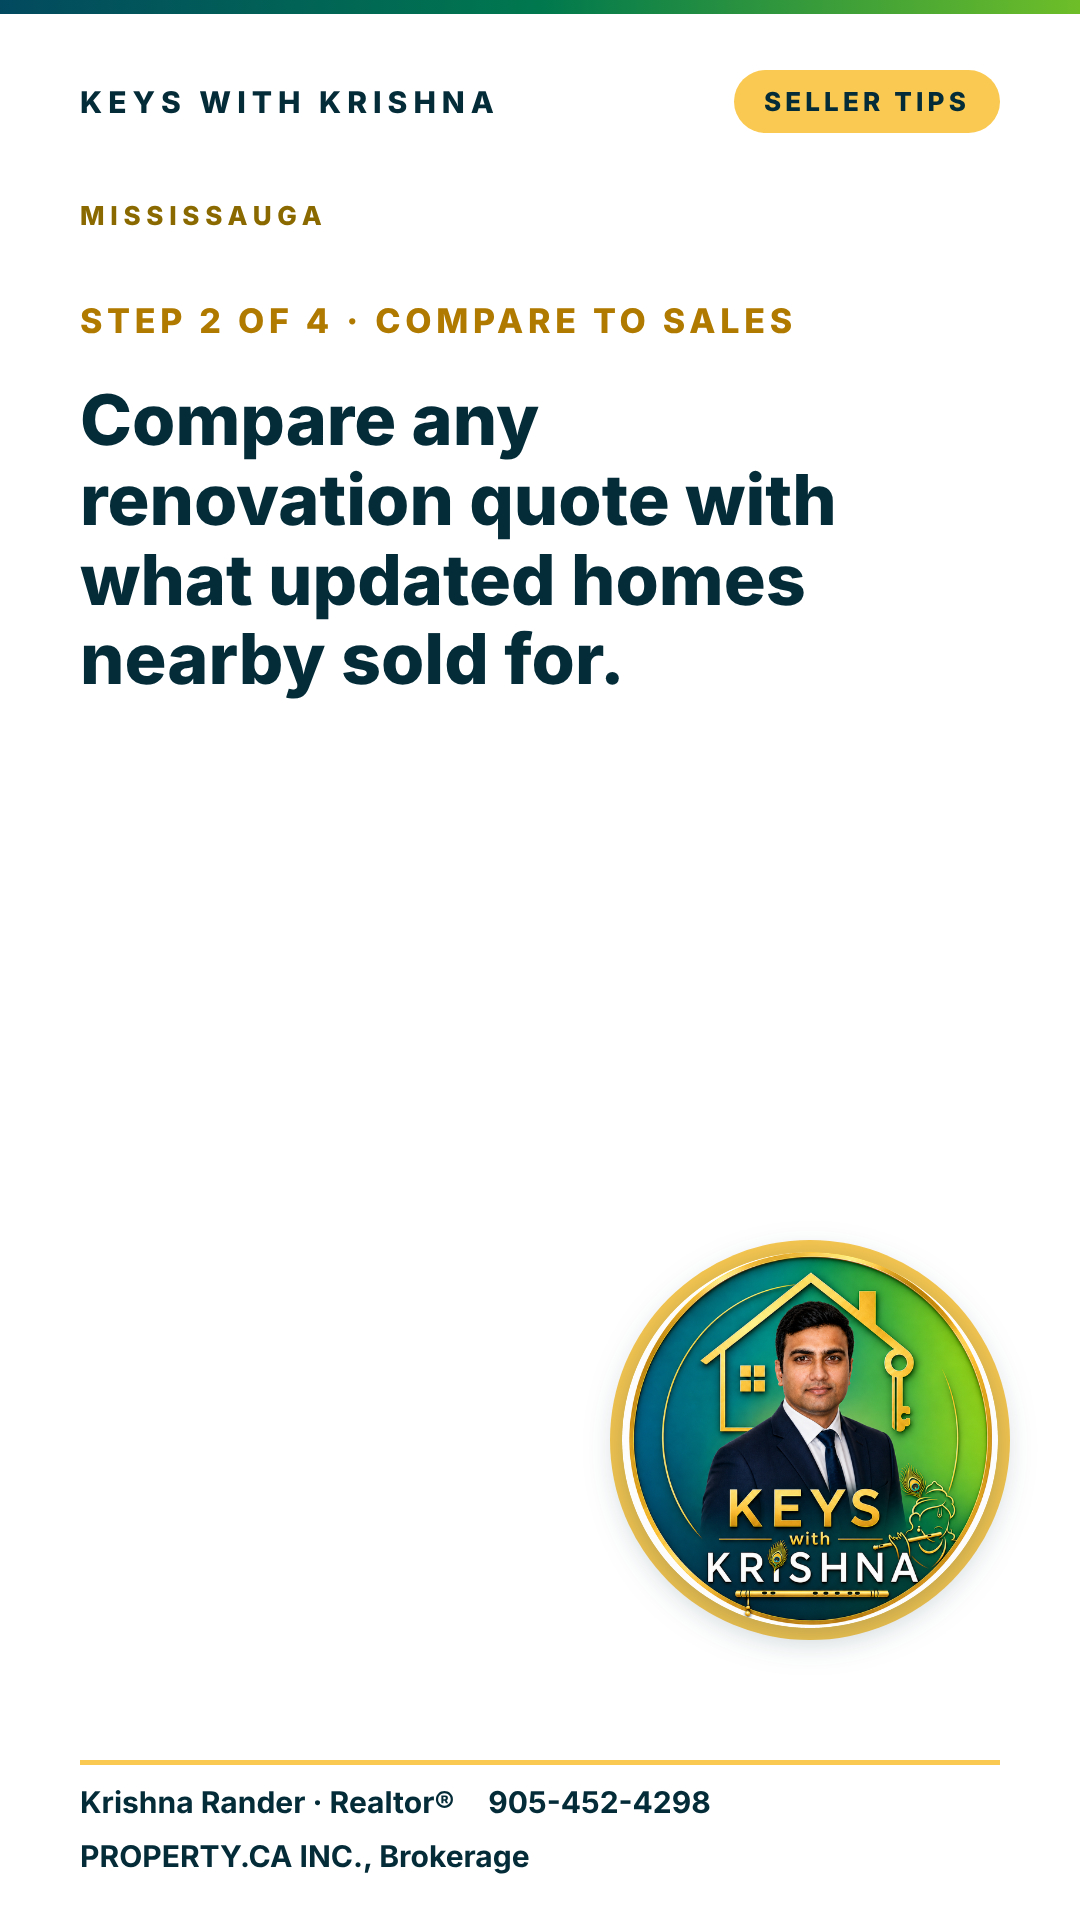 KEYS WITH KRISHNA
SELLER TIPS
MISSISSAUGA
STEP 2 OF 4 · COMPARE TO SALES
Compare any
renovation quote with
what updated homes
nearby sold for.
KEYS
with
KRISHNA
Krishna Rander · Realtor® 905-452-4298
PROPERTY.CA INC., Brokerage